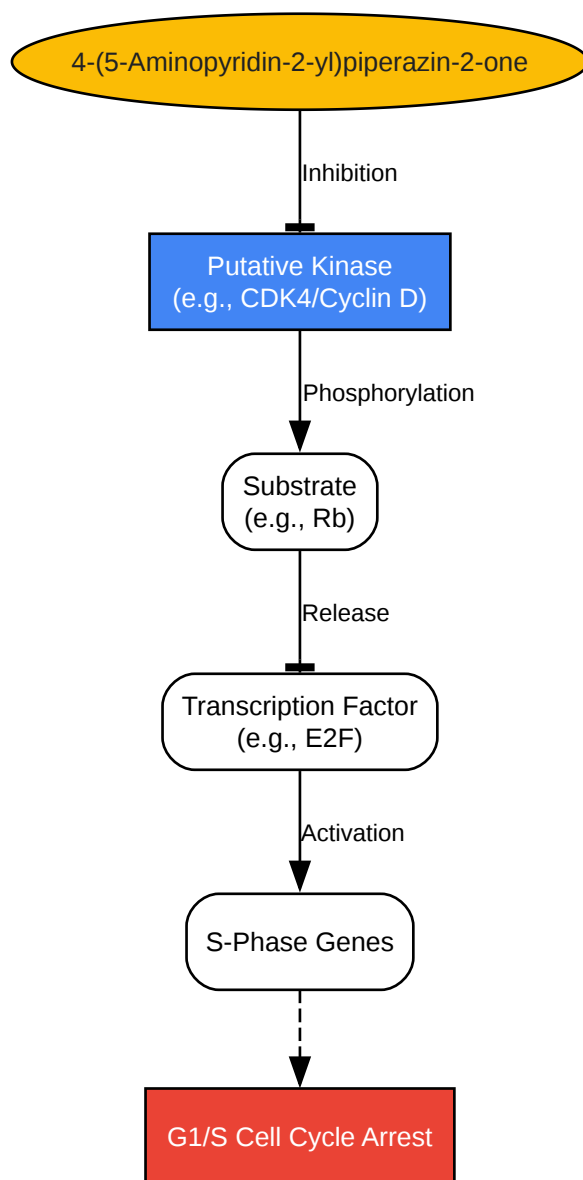 4-(5-Aminopyridin-2-yl)piperazin-2-one
Inhibition
Putative Kinase
(e.g., CDK4/Cyclin D)
Phosphorylation
Substrate
(e.g., Rb)
Release
Transcription Factor
(e.g., E2F)
Activation
S-Phase Genes
G1/S Cell Cycle Arrest